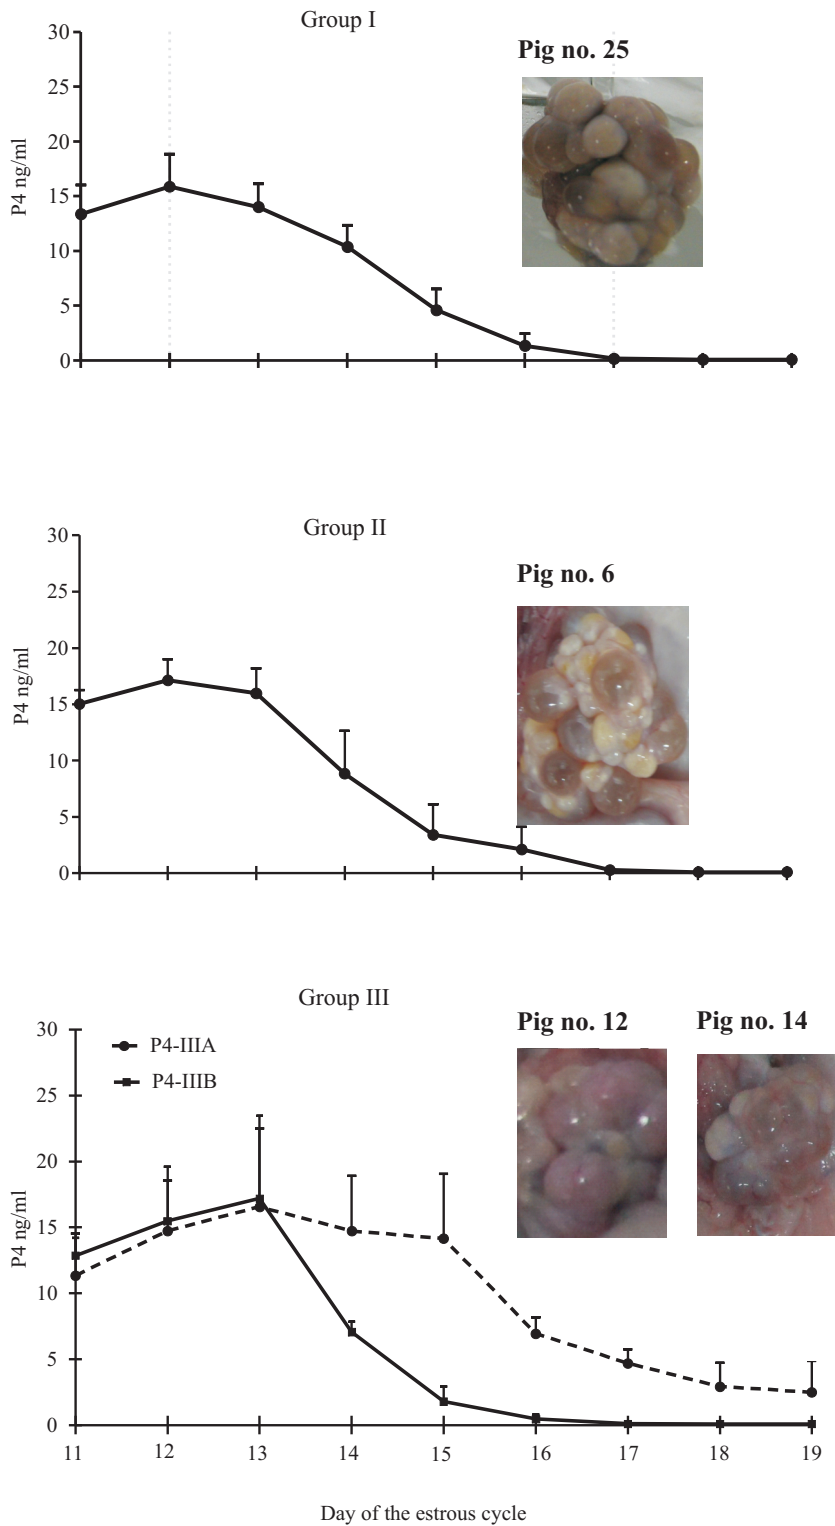 Group I
Pig no. 25
30
25
20
15
10
5
0
P4 ng/ml
Group II
Pig no. 6
30
25
20
15
10
5
0
P4 ng/ml
Group III
Pig no. 12
Pig no. 14
P4-IIIA
P4-IIIB
30
25
20
15
10
5
0
P4 ng/ml
11 12 13 14 15 16 17 18 19
Day of the estrous cycle